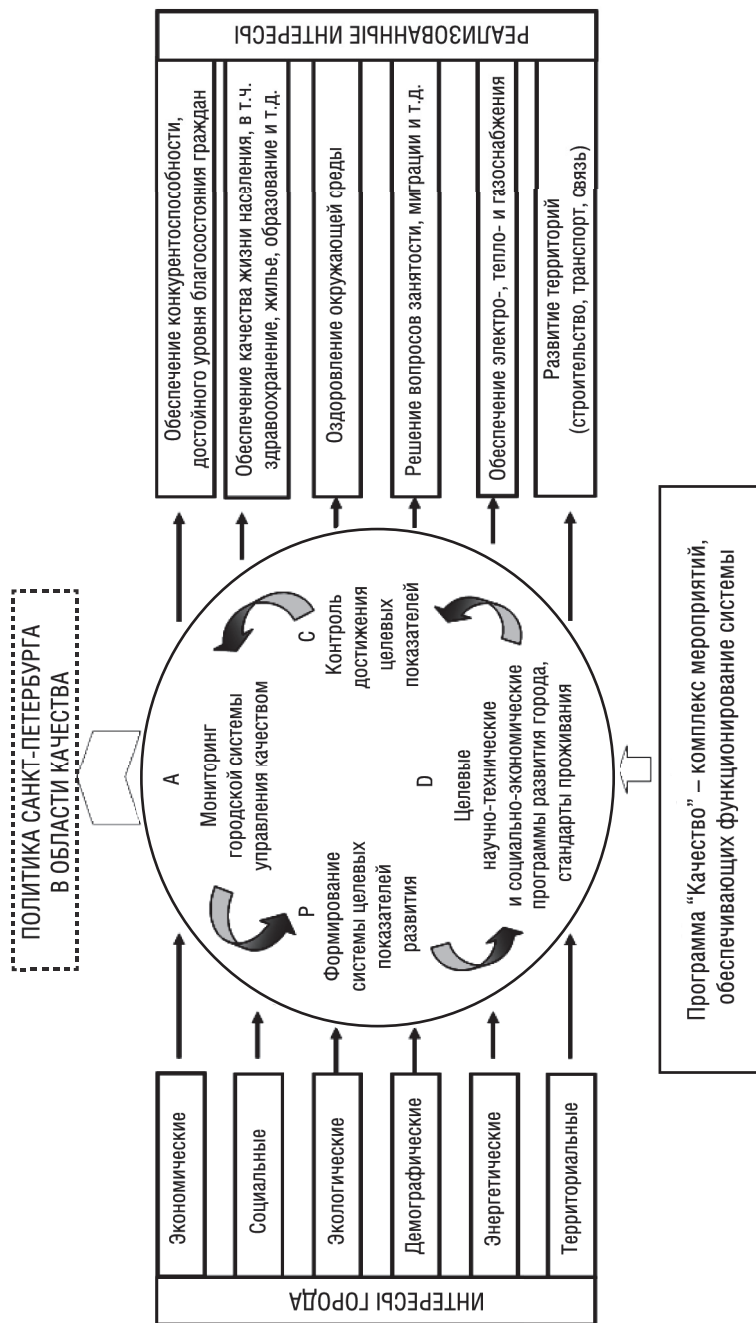 ПОЛИТИКА САНКТ-ПЕТЕРБУРГА
В ОБЛАСТИ КАЧЕСТВА
ИНТЕРЕСЫ ГОРОДА
Экономические
Социальные
Экологические
Демографические
Энергетические
Территориальные
A
Мониторинг
городской системы
управления качеством
P
Формирование
системы целевых
показателей
развития
C
Контроль
достижения
целевых
показателей
D
Целевые
научно-технические
и социально-экономические
программы развития города,
стандарты проживания
Обеспечение конкурентоспособности,
достойного уровня благосостояния граждан
Обеспечение качества жизни населения, в т.ч.
здравоохранение, жилье, образование и т.д.
Оздоровление окружающей среды
Решение вопросов занятости, миграции и т.д.
Обеспечение электро-, тепло- и газоснабжения
Развитие территорий
(строительство, транспорт, связь)
РЕАЛИЗОВАННЫЕ ИНТЕРЕСЫ
Программа “Качество” – комплекс мероприятий,
обеспечивающих функционирование системы